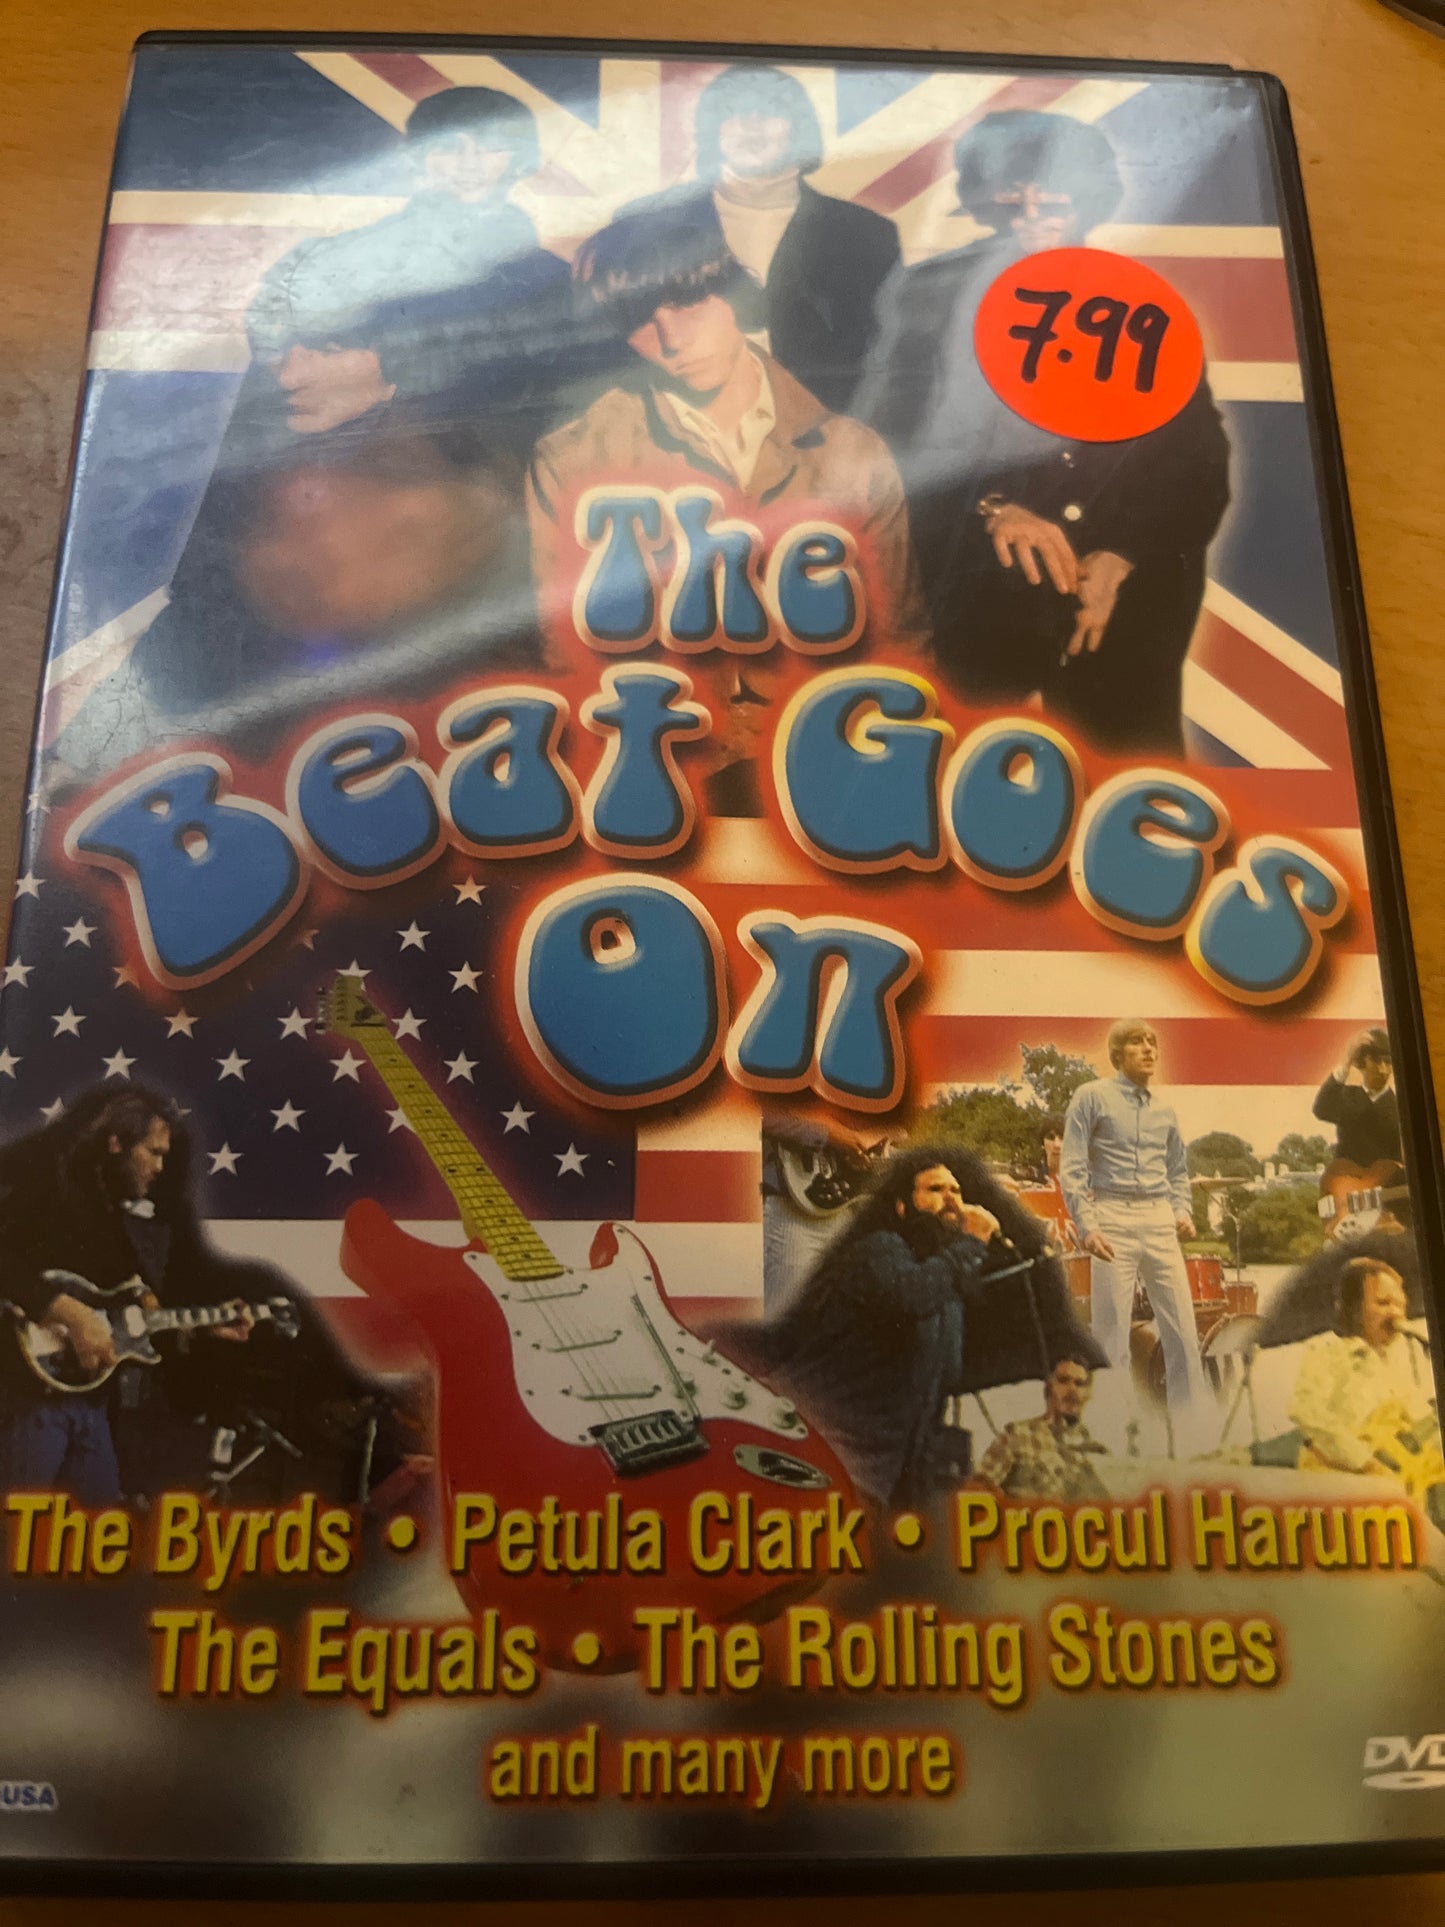 7.99
The
Beat Goes
On
The Byrds • Petula Clark • Procul Harum
The Equals • The Rolling Stones
and many more
USA
DVD